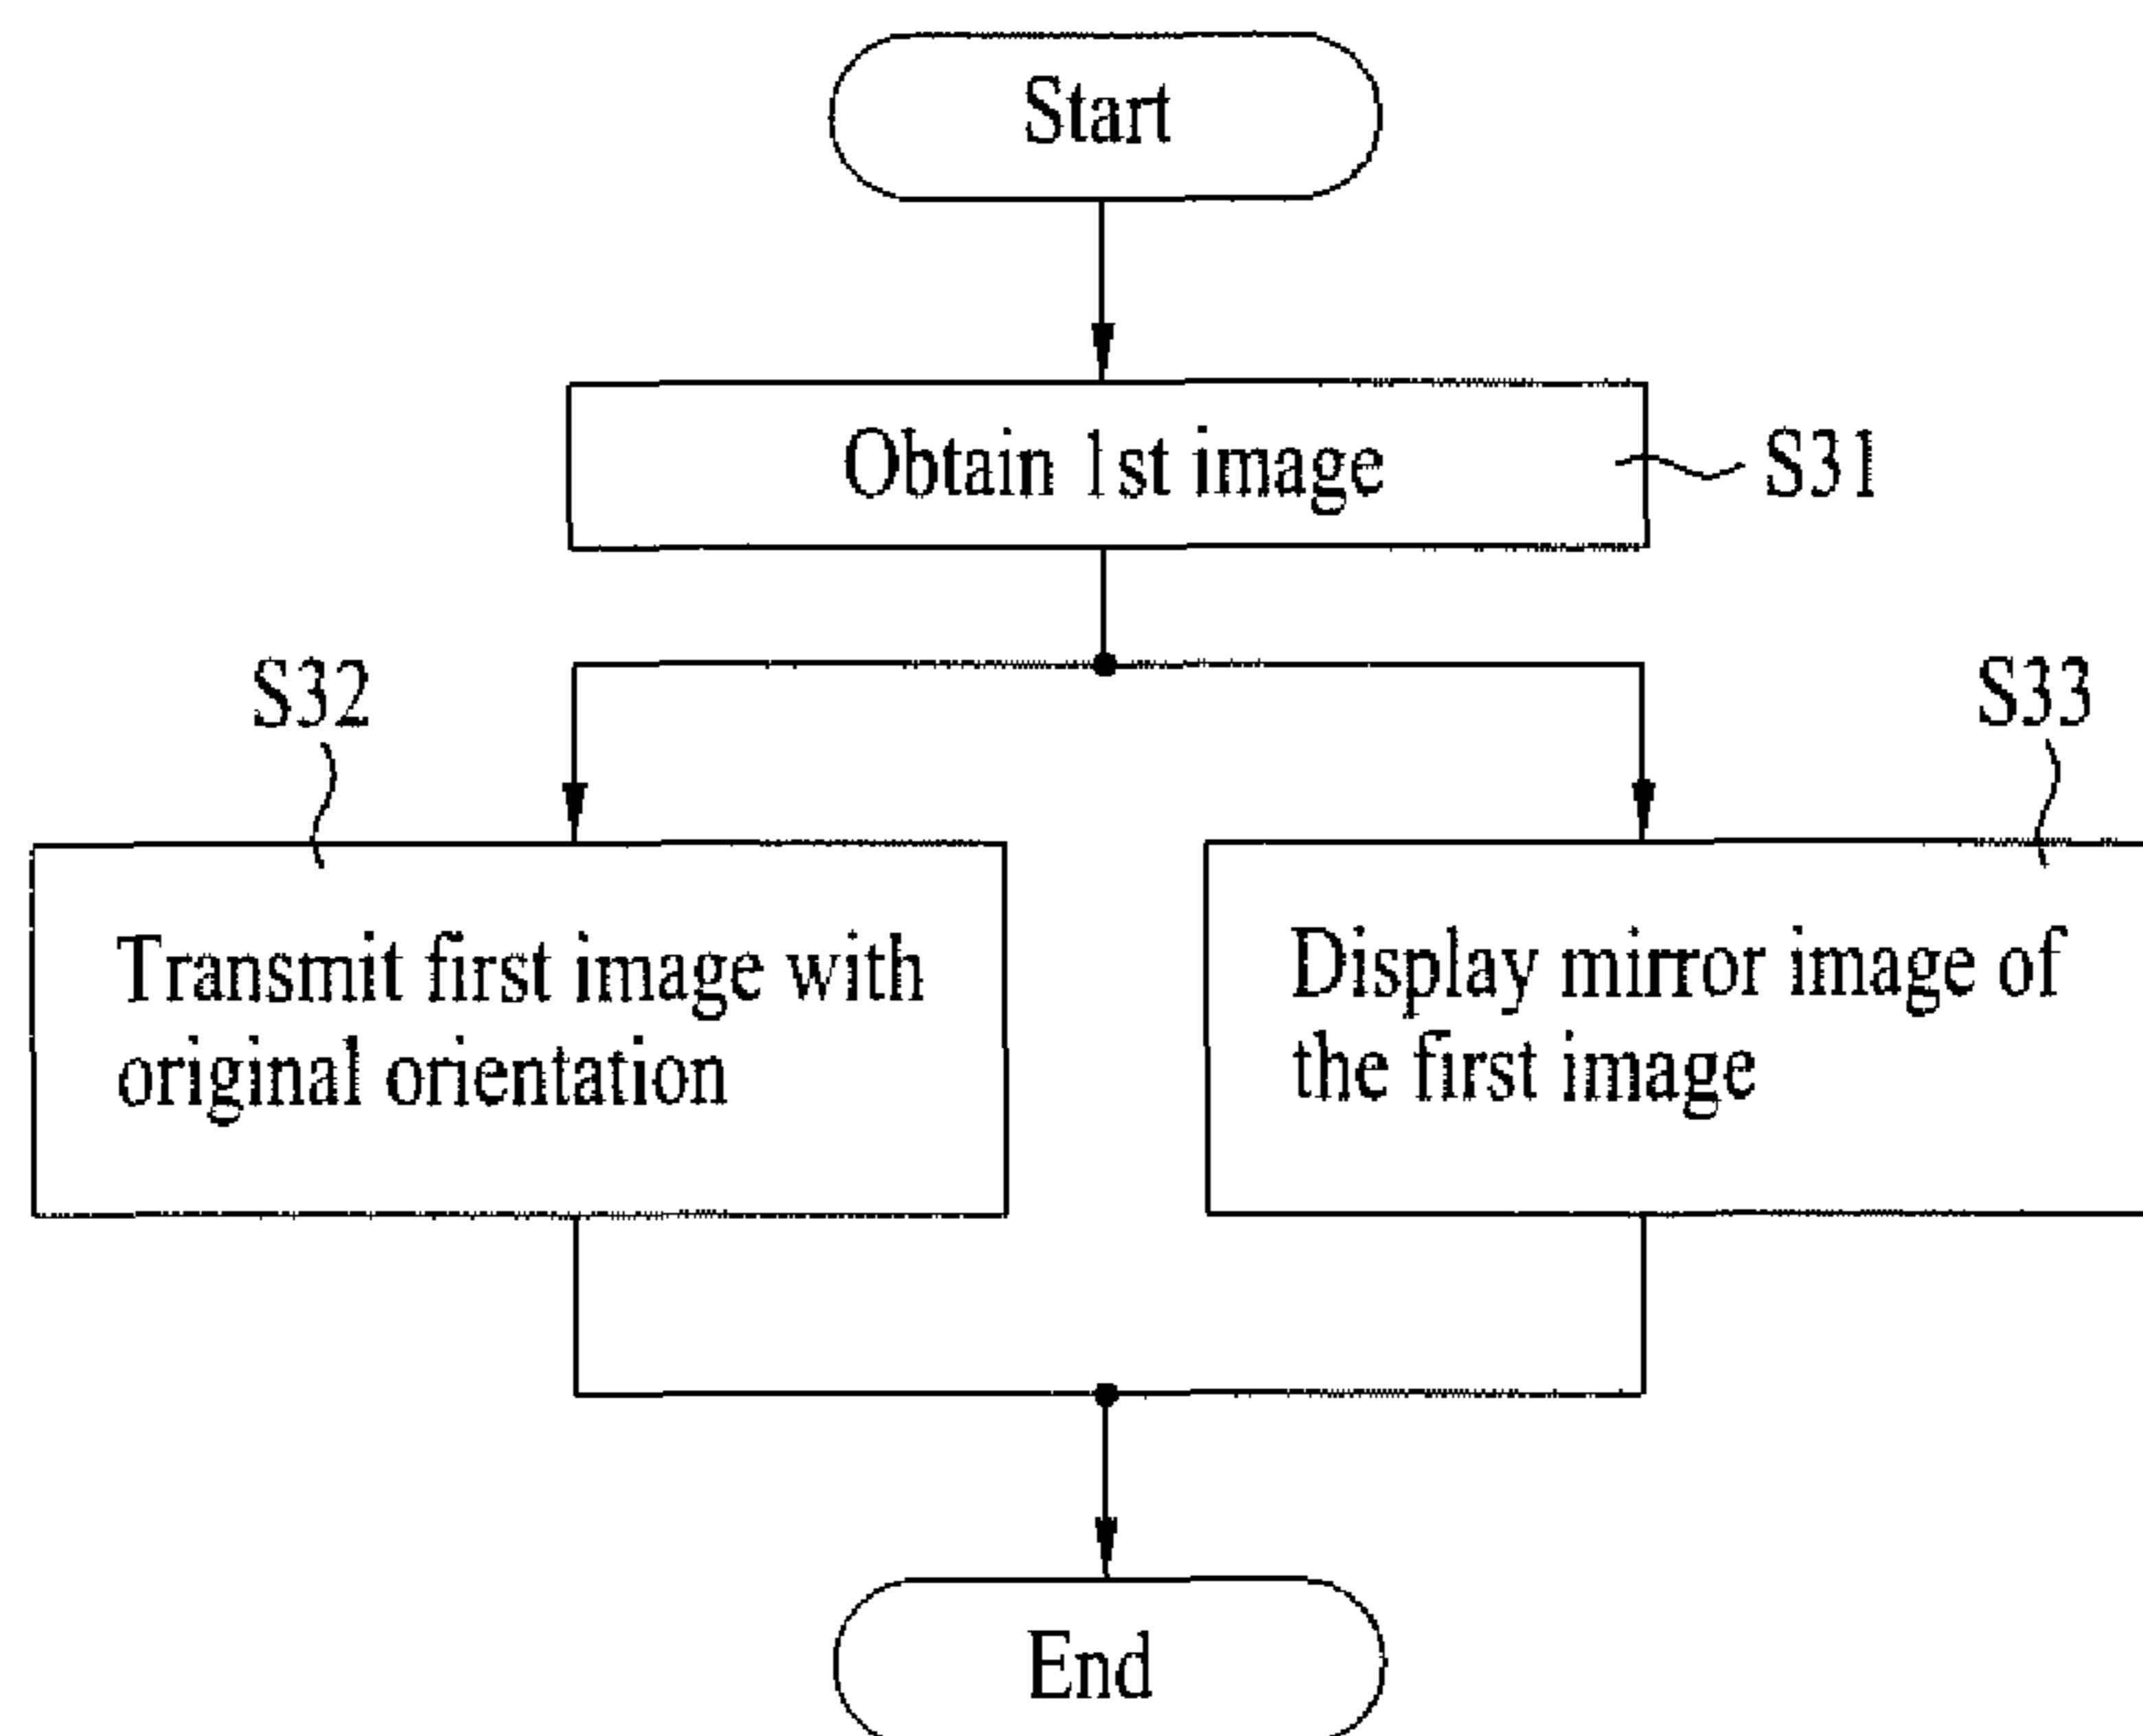 Start
Obtain 1st image
S31
S32
S33
Transmit first image with
original orientation
Display mirror image of
the first image
End